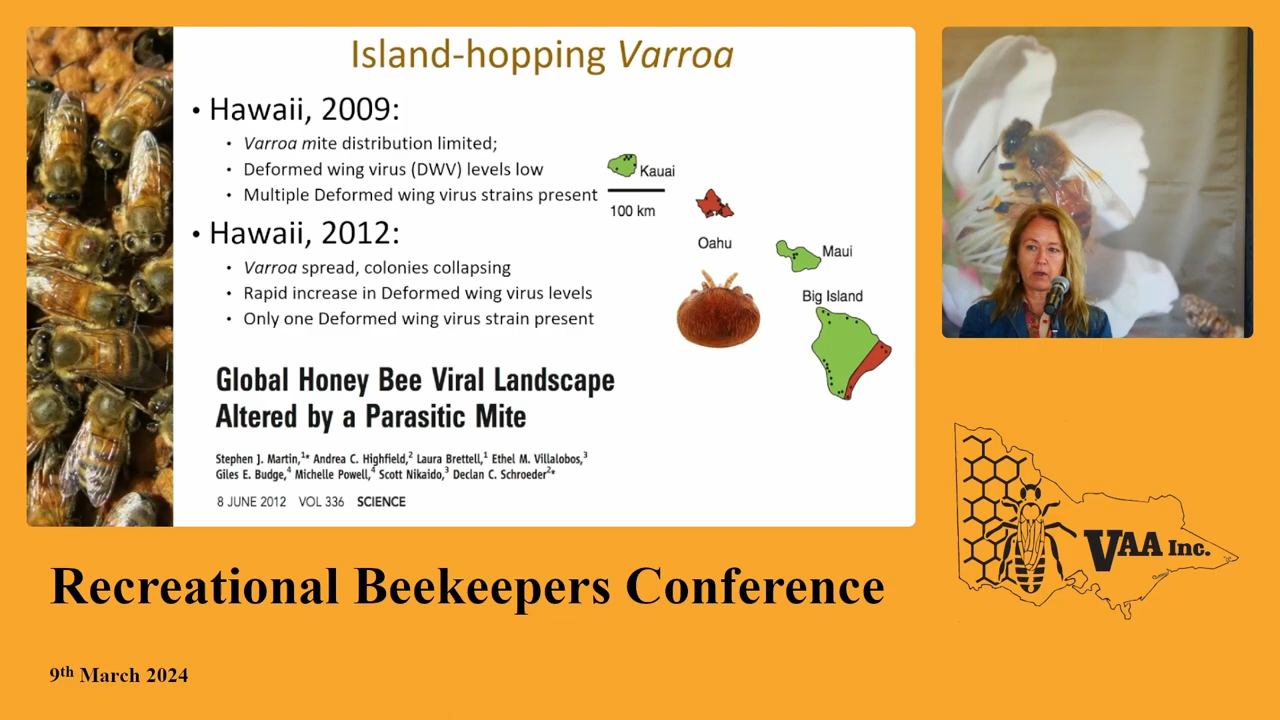 Island-hopping Varroa
• Hawaii, 2009:
• Varroa mite distribution limited;
• Deformed wing virus (DWV) levels low
• Multiple Deformed wing virus strains present
• Hawaii, 2012:
• Varroa spread, colonies collapsing
• Rapid increase in Deformed wing virus levels
• Only one Deformed wing virus strain present
Kauai
100 km
Oahu
Maui
Big Island
Global Honey Bee Viral Landscape
Altered by a Parasitic Mite
Stephen J. Martin,¹* Andrea C. Highfield,² Laura Brettell,¹ Ethel M. Villalobos,³
Giles E. Budge,⁴ Michelle Powell,⁴ Scott Nikaido,³ Declan C. Schroeder²*
8 JUNE 2012 VOL 336 SCIENCE
VAA Inc.
Recreational Beekeepers Conference
9th March 2024